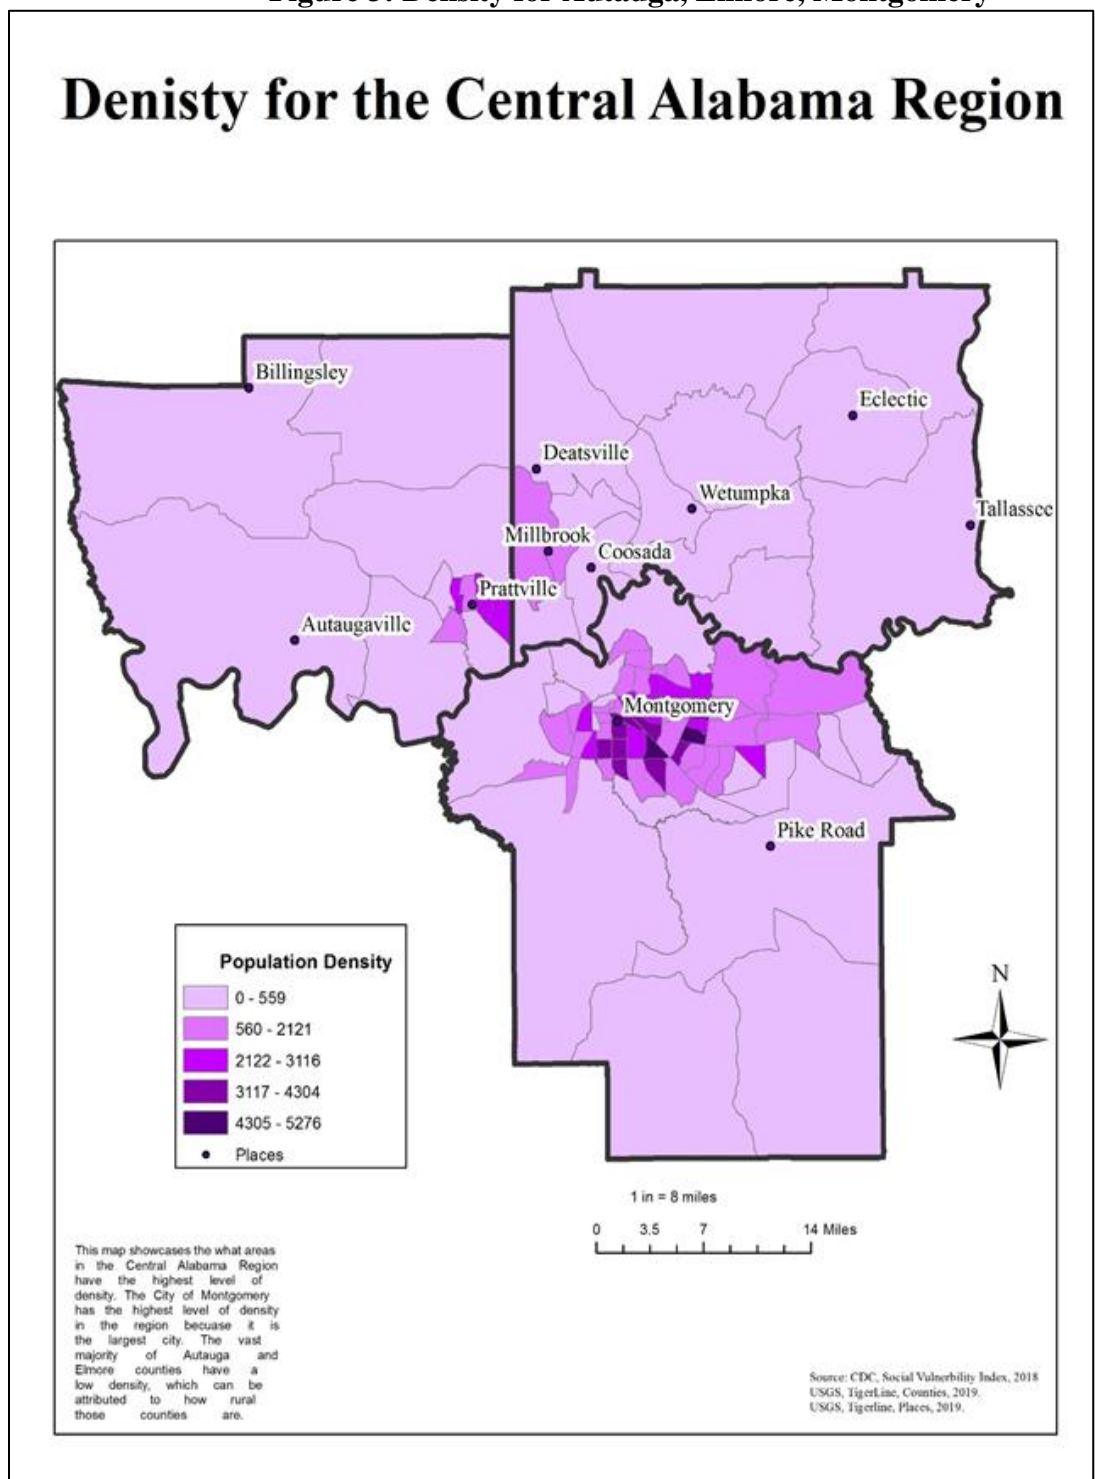 Figure 3: Density for Autauga, Elmore, Montgomery
Denisty for the Central Alabama Region
Billingsley
Eclectic
Deatsville
Wetumpka
Tallassee
Millbrook
Coosada
Prattville
Autaugaville
Montgomery
Pike Road
Population Density
0 - 559
560 - 2121
2122 - 3116
3117 - 4304
4305 - 5276
Places
N
1 in = 8 miles
0 3.5 7 14 Miles
This map showcases the what areas
in the Central Alabama Region
have the highest level of
density. The City of Montgomery
has the highest level of density
in the region becuase it is
the largest city. The vast
majority of Autauga and
Elmore counties have a
low density, which can be
attributed to how rural
those counties are.
Source: CDC, Social Vulnerbility Index, 2018
USGS, TigerLine, Counties, 2019.
USGS, Tigerline, Places, 2019.